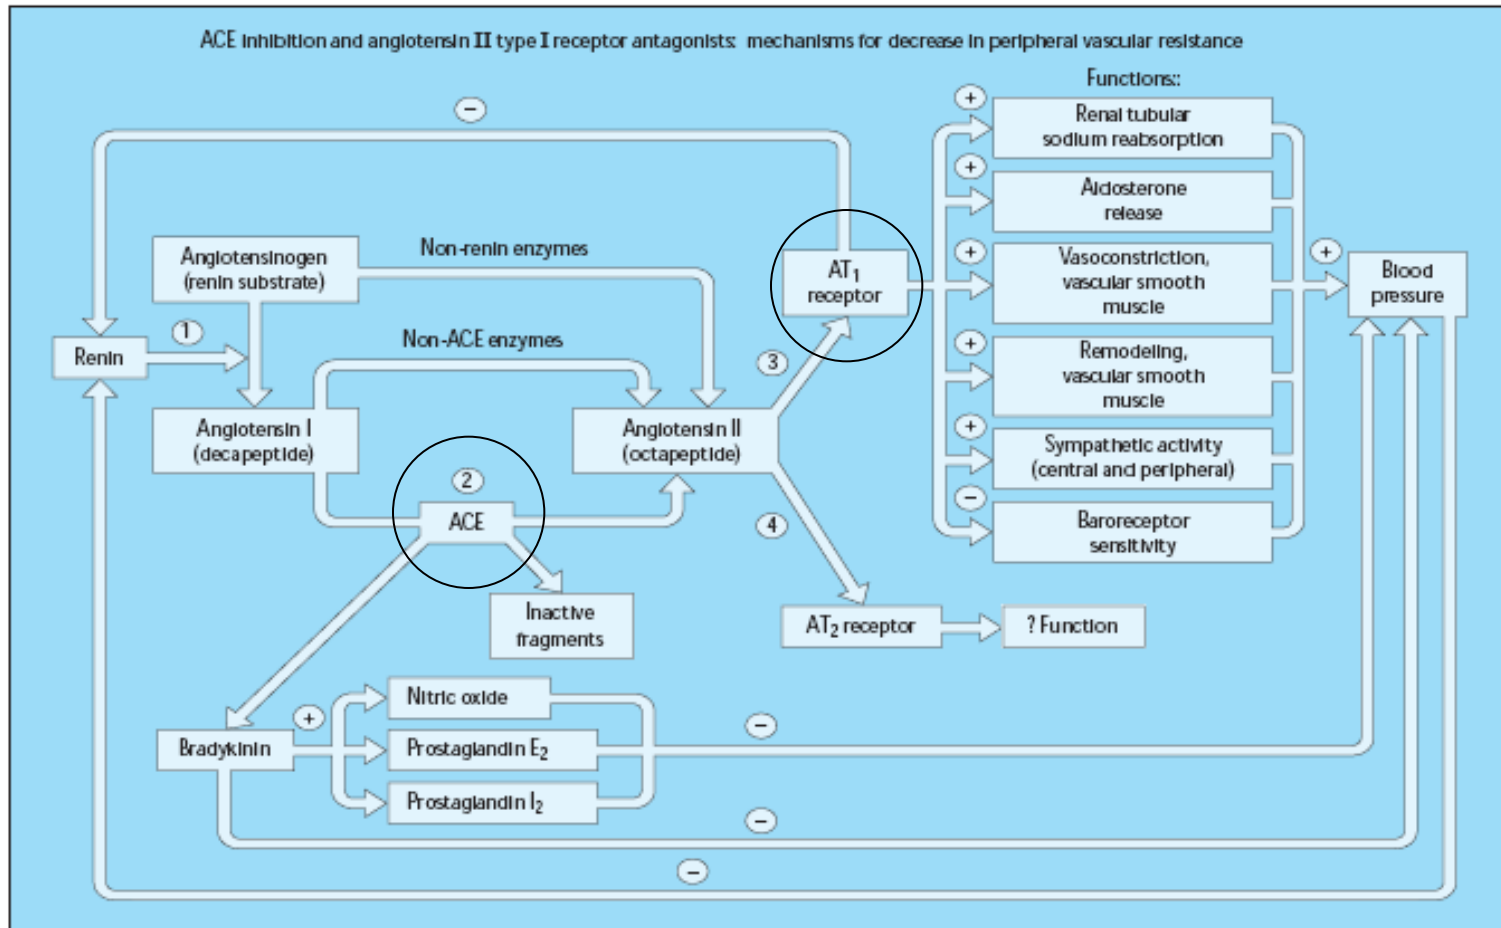 ACE inhibition and angiotensin II type I receptor antagonists: mechanisms for decrease in peripheral vascular resistance
Functions::
−
+
Renal tubular
sodium reabsorption
+
Aldosterone
release
Angiotensinogen
(renin substrate)
Non-renin enzymes
AT1
receptor
+
Vasoconstriction,
vascular smooth
muscle
+
Blood
pressure
Renin
1
Non-ACE enzymes
3
+
Remodeling,
vascular smooth
muscle
Angiotensin I
(decapeptide)
Angiotensin II
(octapeptide)
+
Sympathetic activity
(central and peripheral)
2
ACE
4
−
Baroreceptor
sensitivity
Inactive
fragments
AT2 receptor
? Function
Bradykinin
+
Nitric oxide
Prostaglandin E2
Prostaglandin I2
−
−
−